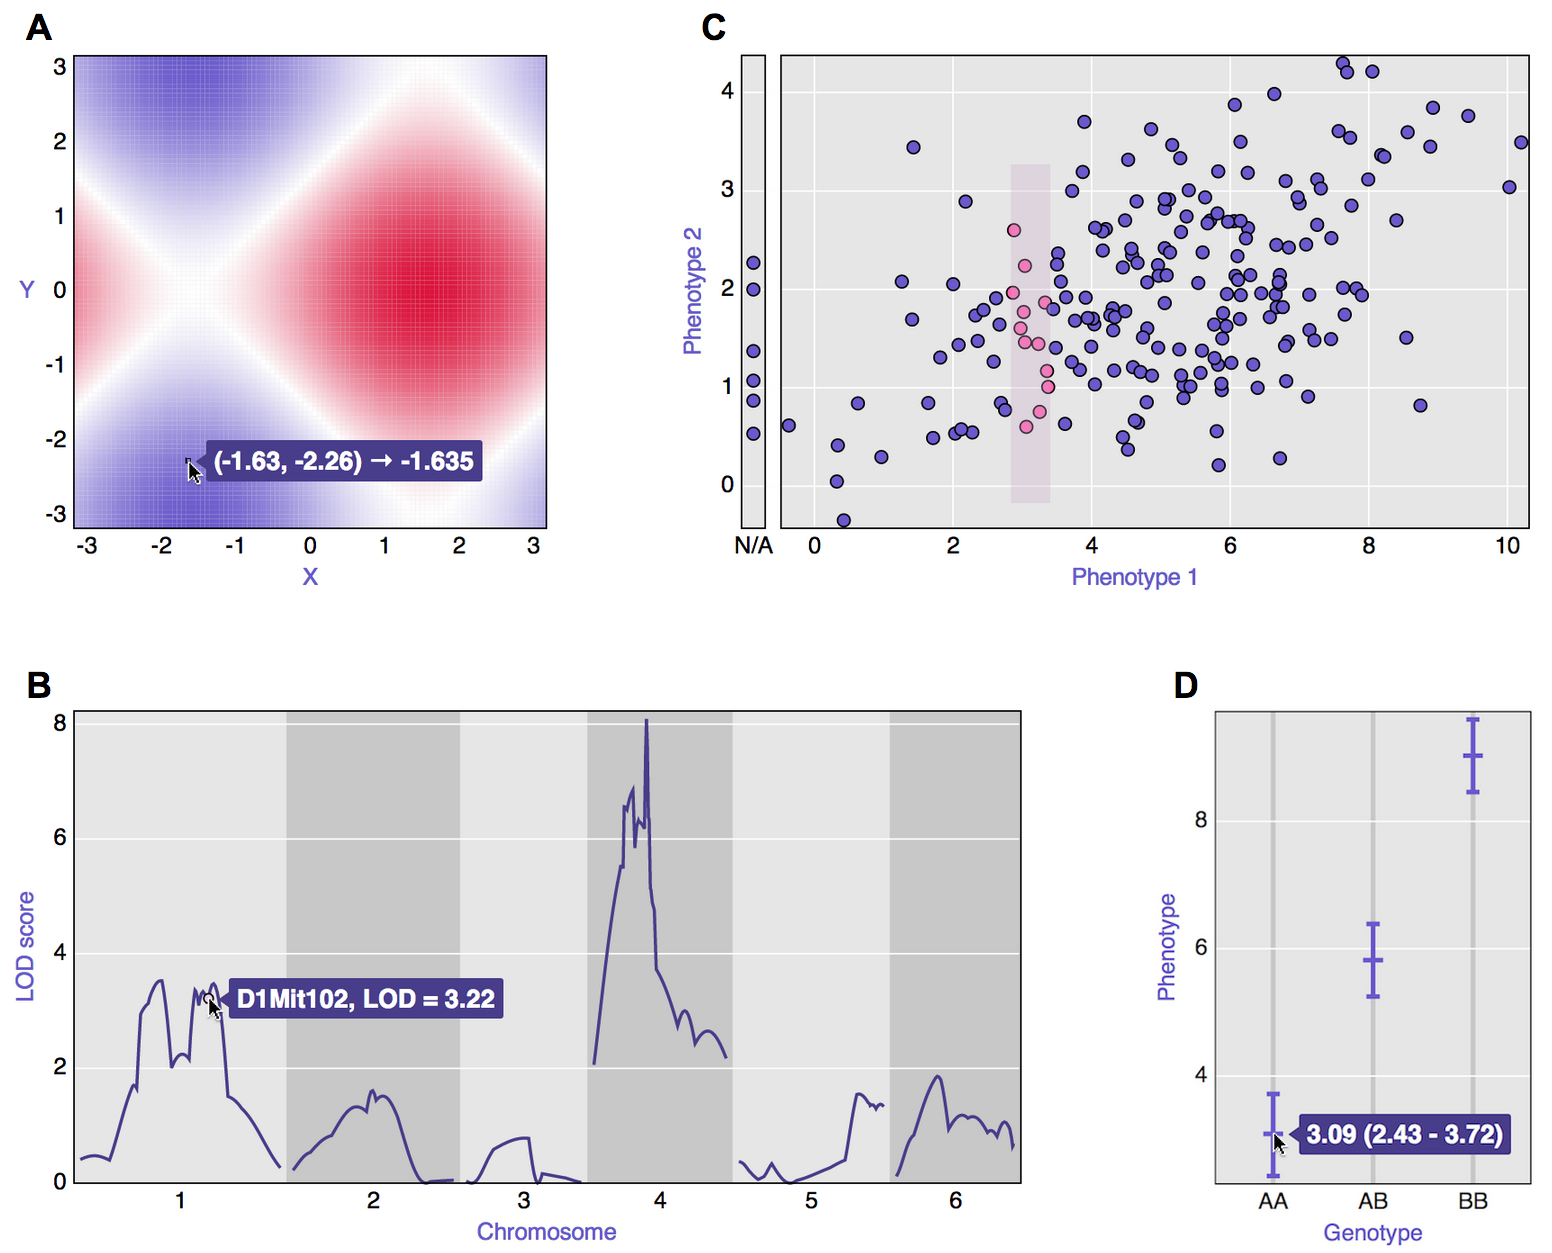 A
3
2
1
0
-1
-2
-3
Y
(-1.63, -2.26) → -1.635
-3 -2 -1 0 1 2 3
X
C
4
3
2
1
0
Phenotype 2
N/A 0 2 4 6 8 10
Phenotype 1
B
8
6
4
2
0
LOD score
D1Mit102, LOD = 3.22
1 2 3 4 5 6
Chromosome
D
8
6
4
Phenotype
3.09 (2.43 - 3.72)
AA AB BB
Genotype